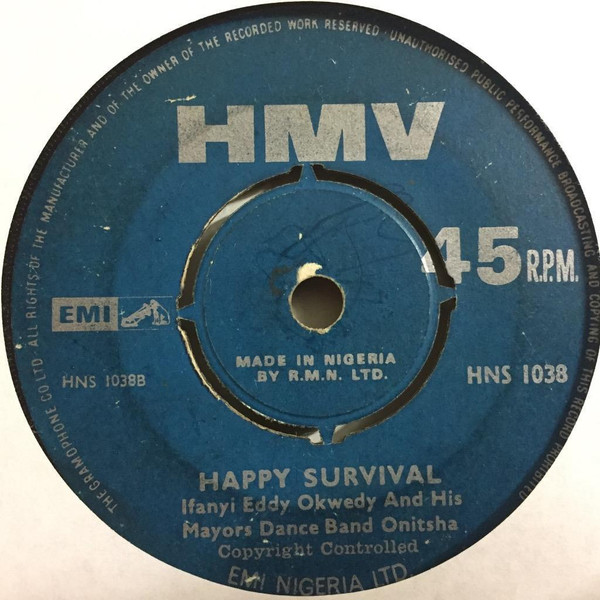 THE GRAMOPHONE CO LTD. ALL RIGHTS OF THE MANUFACTURER AND OF THE OWNER OF THE RECORDED WORK RESERVED · UNAUTHORISED PUBLIC PERFORMANCE BROADCASTING AND COPYING OF THIS RECORD PROHIBITED
HMV
45 R.P.M.
EMI
HNS 1038B
MADE IN NIGERIA
BY R.M.N. LTD.
HNS 1038
HAPPY SURVIVAL
Ifanyi Eddy Okwedy And His
Mayors Dance Band Onitsha
Copyright Controlled
EMI NIGERIA LTD.